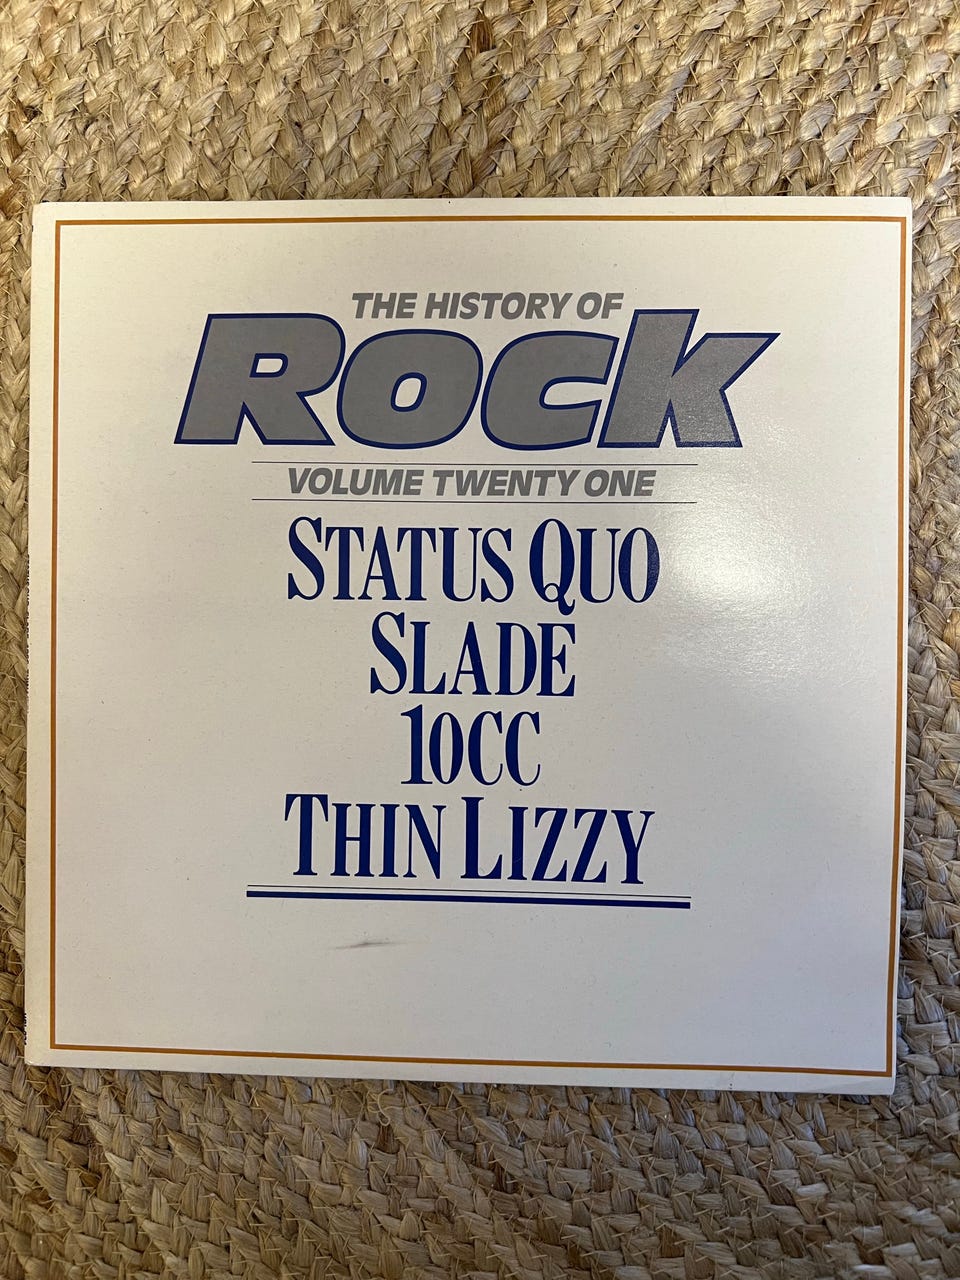 THE HISTORY OF
ROCK
VOLUME TWENTY ONE
STATUS QUO
SLADE
10CC
THIN LIZZY